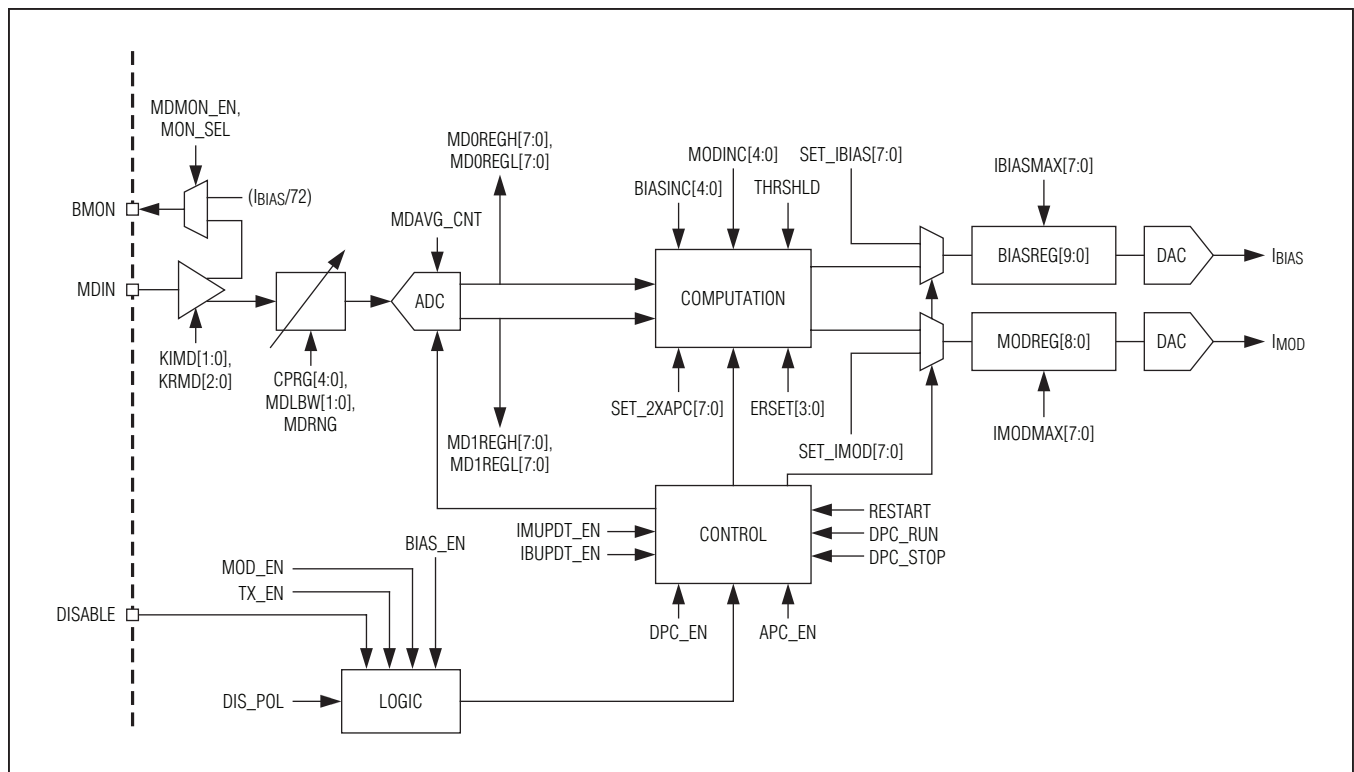 MDMON_EN,
MON_SEL
MD0REGH[7:0],
MD0REGL[7:0]
MODINC[4:0]
SET_IBIAS[7:0]
IBIASMAX[7:0]
BIASINC[4:0]
THRSHLD
(IBIAS/72)
BMON
MDAVG_CNT
BIASREG[9:0]
DAC
IBIAS
MDIN
ADC
COMPUTATION
MODREG[8:0]
DAC
IMOD
KIMD[1:0],
KRMD[2:0]
CPRG[4:0],
MDLBW[1:0],
MDRNG
SET_2XAPC[7:0]
ERSET[3:0]
IMODMAX[7:0]
MD1REGH[7:0],
MD1REGL[7:0]
SET_IMOD[7:0]
RESTART
IMUPDT_EN
CONTROL
DPC_RUN
IBUPDT_EN
DPC_STOP
BIAS_EN
MOD_EN
TX_EN
DISABLE
DPC_EN
APC_EN
DIS_POL
LOGIC